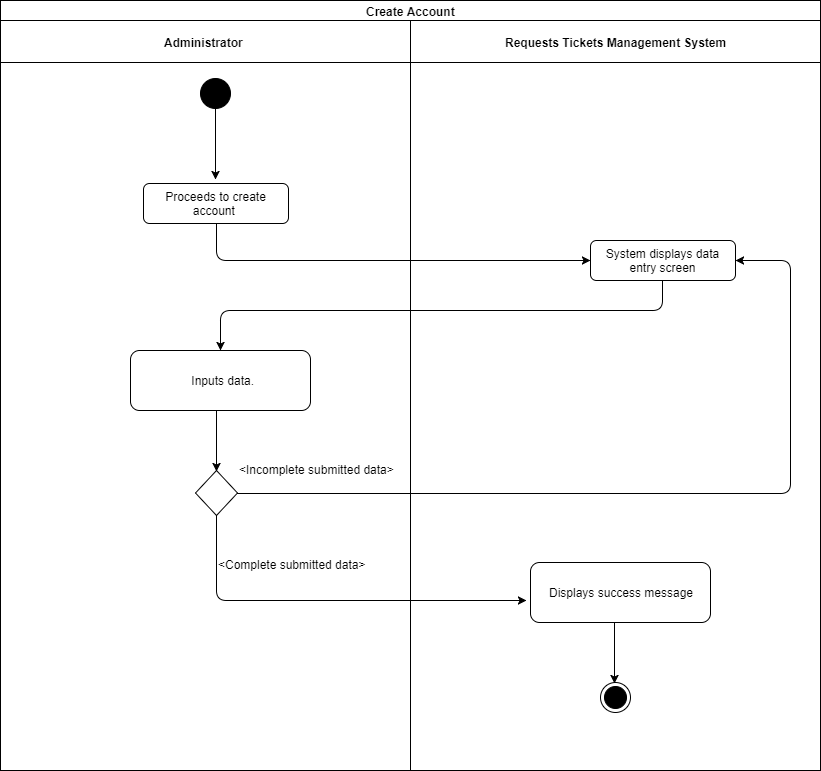 Create Account
Administrator
Requests Tickets Management System
Proceeds to create
account
System displays data
entry screen
Inputs data.
<Incomplete submitted data>
<Complete submitted data>
Displays success message